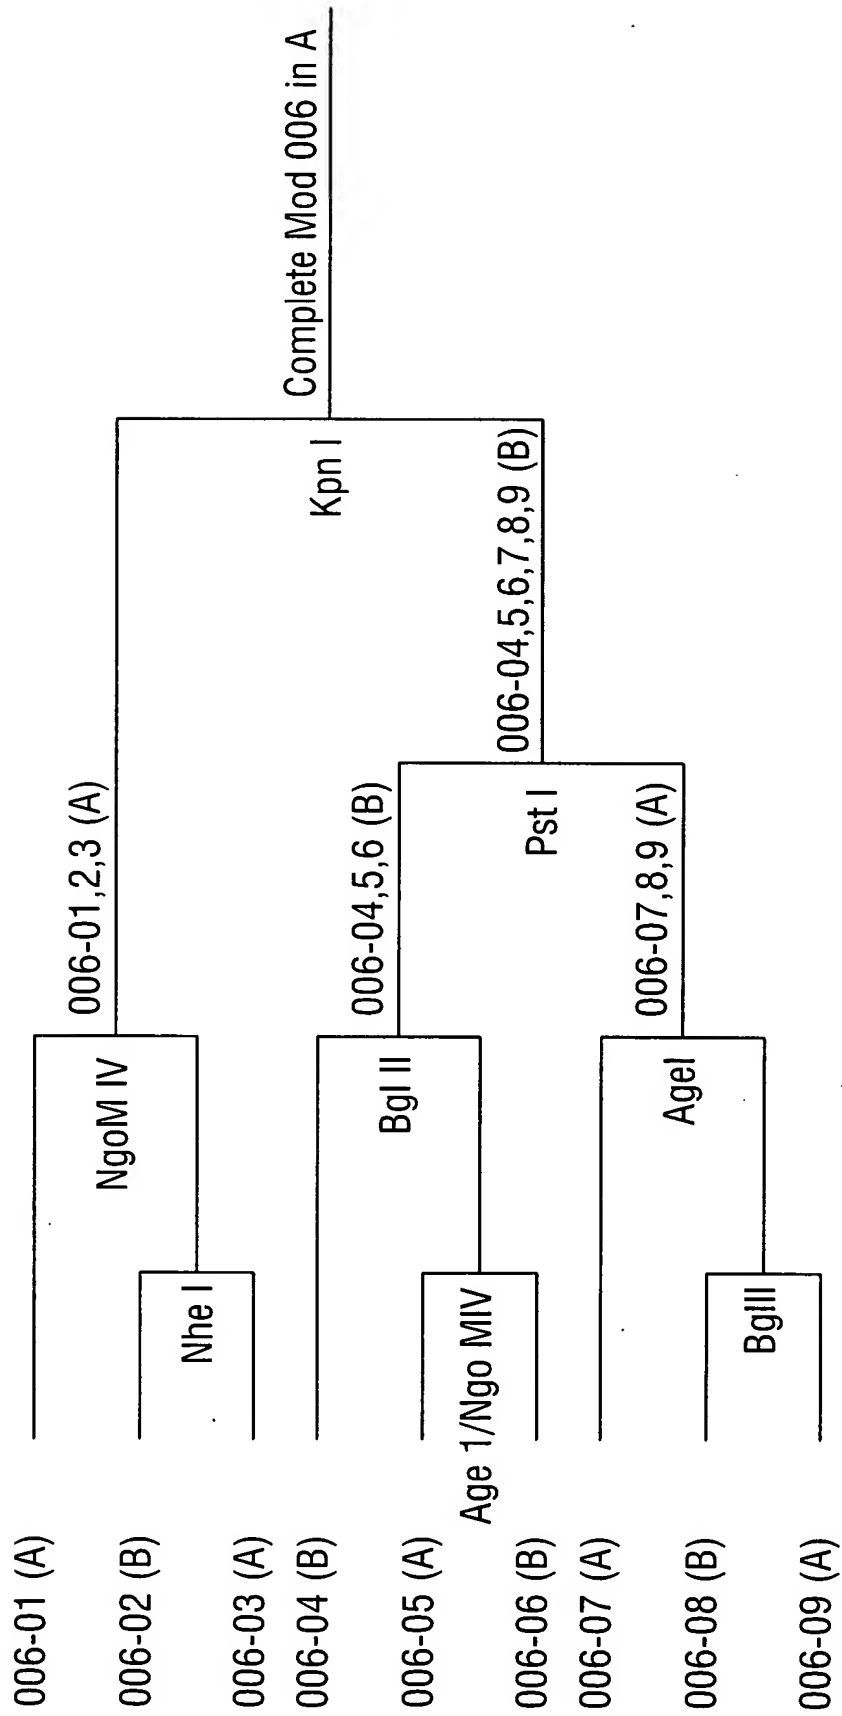 006-01 (A)
006-02 (B)
006-03 (A)
006-04 (B)
006-05 (A)
006-06 (B)
006-07 (A)
006-08 (B)
006-09 (A)
Nhe I
Age 1/Ngo MIV
BglII
NgoM IV
Bgl II
AgeI
006-01,2,3 (A)
006-04,5,6 (B)
006-07,8,9 (A)
Pst I
006-04,5,6,7,8,9 (B)
Kpn I
Complete Mod 006 in A